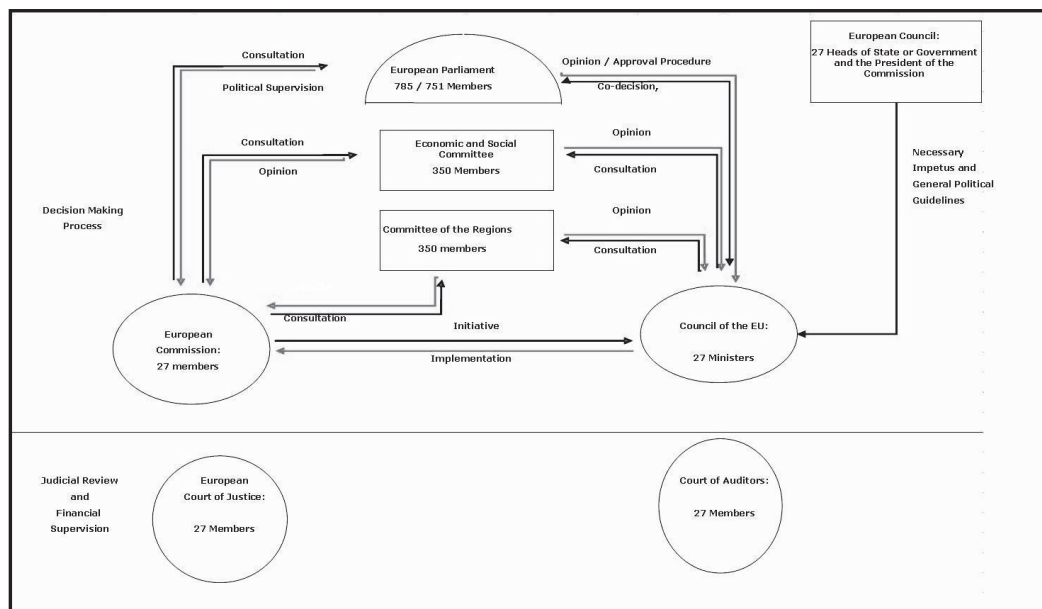 Consultation
Political Supervision
European Parliament
785 / 751 Members
Opinion / Approval Procedure
Co-decision,
European Council:
27 Heads of State or Government
and the President of the
Commission
Consultation
Opinion
Economic and Social
Committee
350 Members
Opinion
Consultation
Necessary
Impetus and
General Political
Guidelines
Decision Making
Process
Committee of the Regions
350 members
Opinion
Consultation
Consultation
European
Commission:
27 members
Initiative
Implementation
Council of the EU:
27 Ministers
Judicial Review
and
Financial
Supervision
European
Court of Justice:
27 Members
Court of Auditors:
27 Members